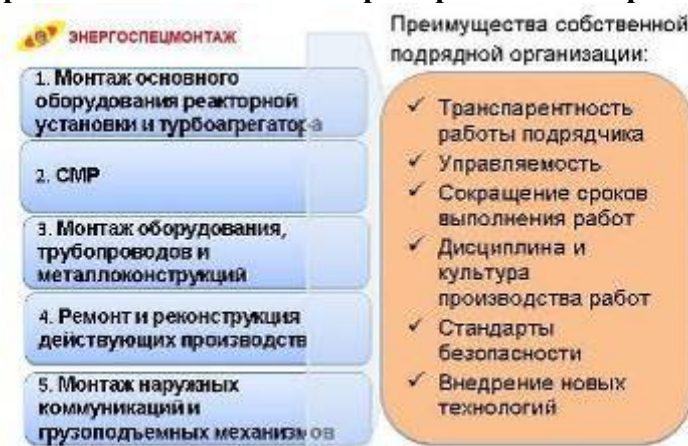 ЭНЕРГОСПЕЦМОНТАЖ
1. Монтаж основного
оборудования реакторной
установки и турбоагрегатора
2. СМР
3. Монтаж оборудования,
трубопроводов и
металлоконструкций
4. Ремонт и реконструкция
действующих производств
5. Монтаж наружных
коммуникаций и
грузоподъемных механизмов
Преимущества собственной
подрядной организации:
✓ Транспарентность
работы подрядчика
✓ Управляемость
✓ Сокращение сроков
выполнения работ
✓ Дисциплина и
культура
производства работ
✓ Стандарты
безопасности
✓ Внедрение новых
технологий